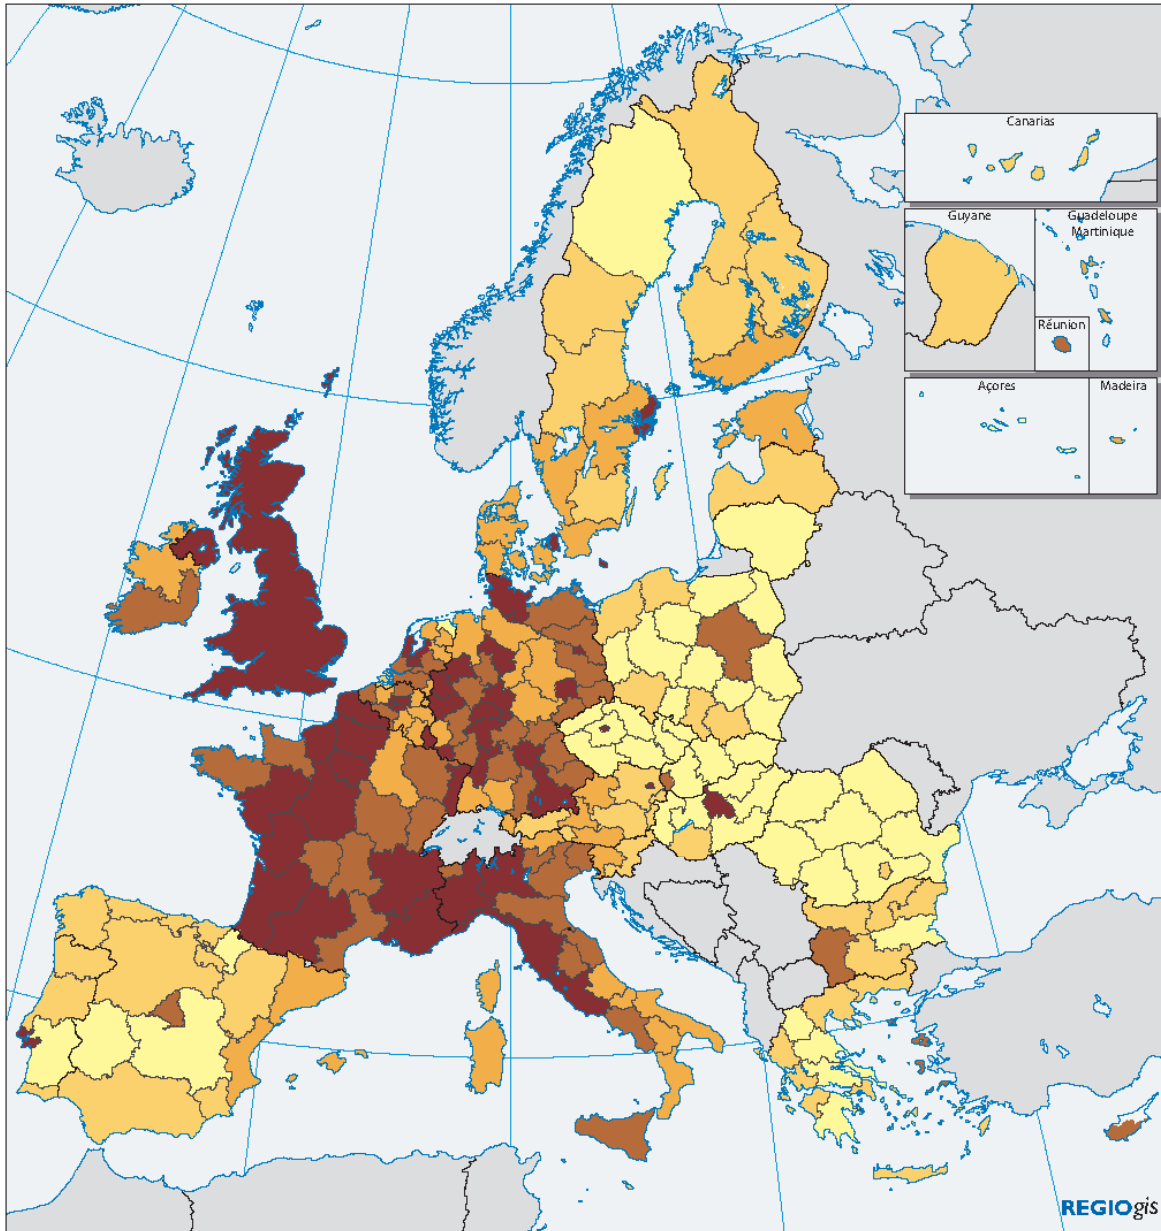 Canarias
Guyane
Guadeloupe
Martinique
Réunion
Açores
Madeira
REGIOgis